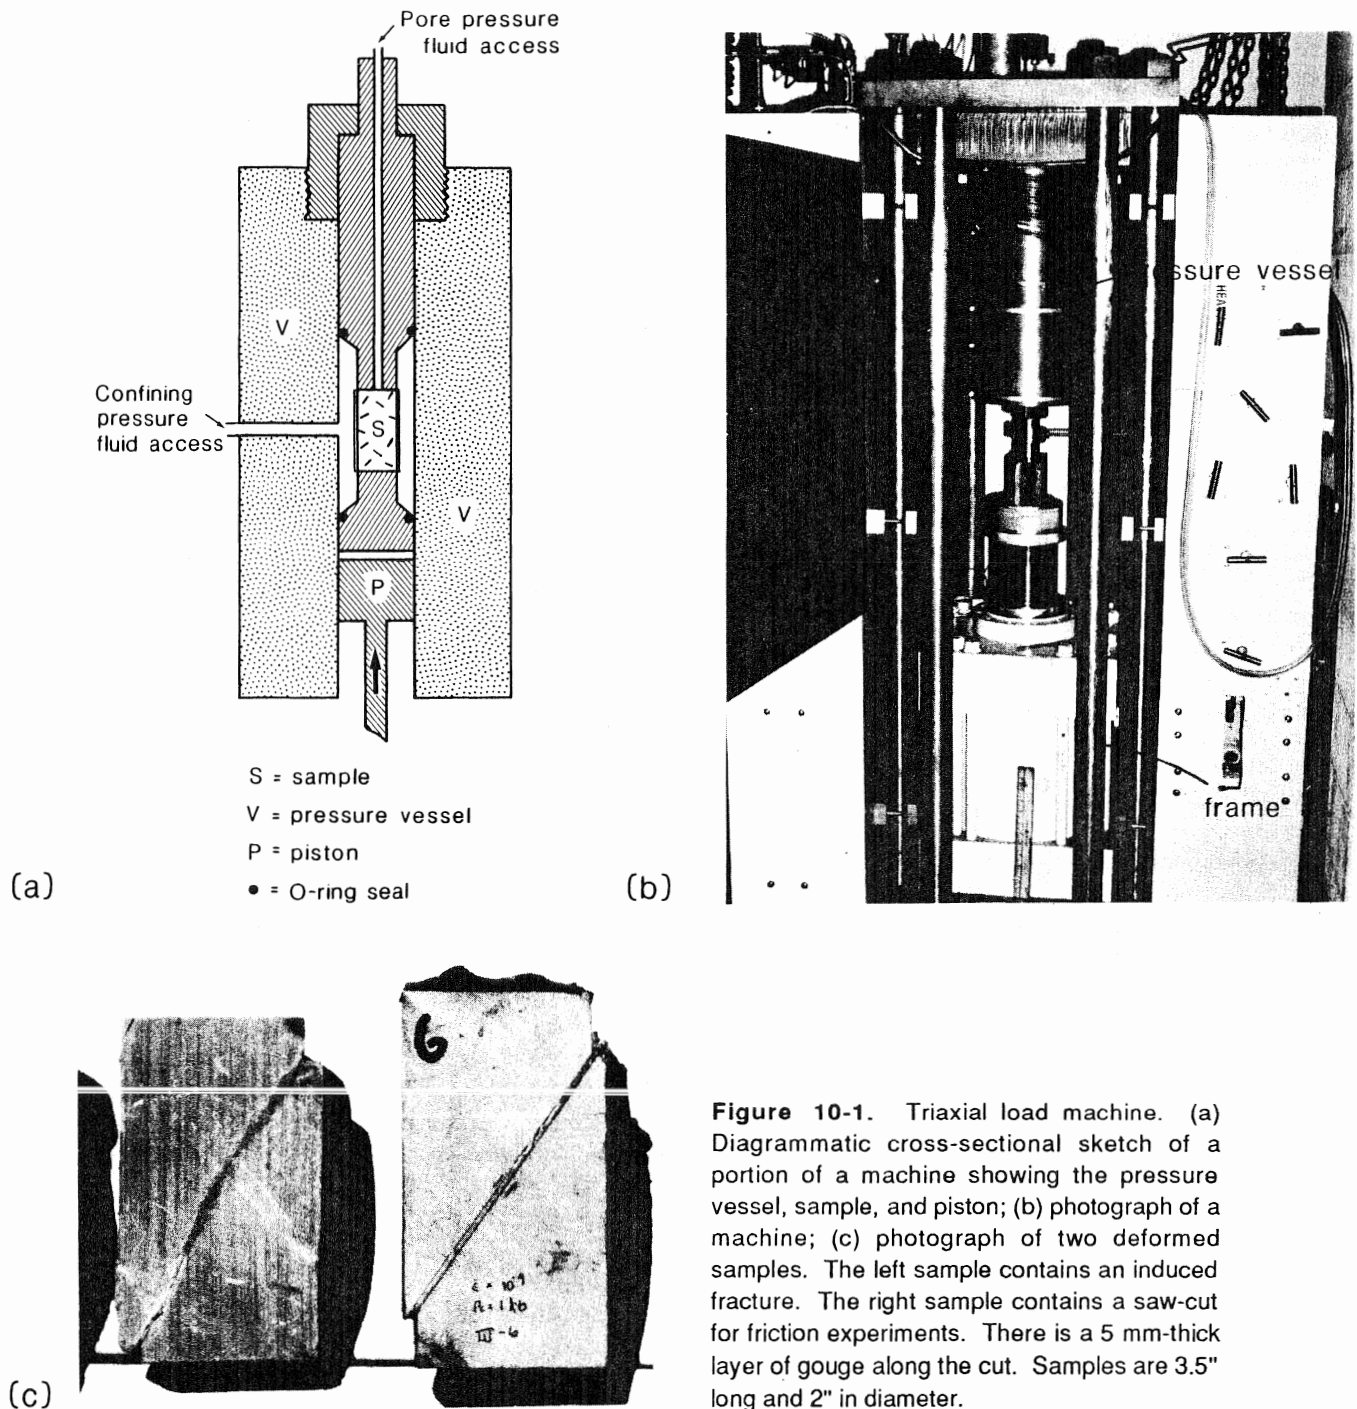 Pore pressure
fluid access
V
Confining
pressure
fluid access
S
V
P
S = sample
V = pressure vessel
P = piston
● = O-ring seal
(a)
ssure vessel
HEA
frame
(b)
6
III-6
(c)
Figure 10-1. Triaxial load machine. (a)
Diagrammatic cross-sectional sketch of a
portion of a machine showing the pressure
vessel, sample, and piston; (b) photograph of a
machine; (c) photograph of two deformed
samples. The left sample contains an induced
fracture. The right sample contains a saw-cut
for friction experiments. There is a 5 mm-thick
layer of gouge along the cut. Samples are 3.5"
long and 2" in diameter.